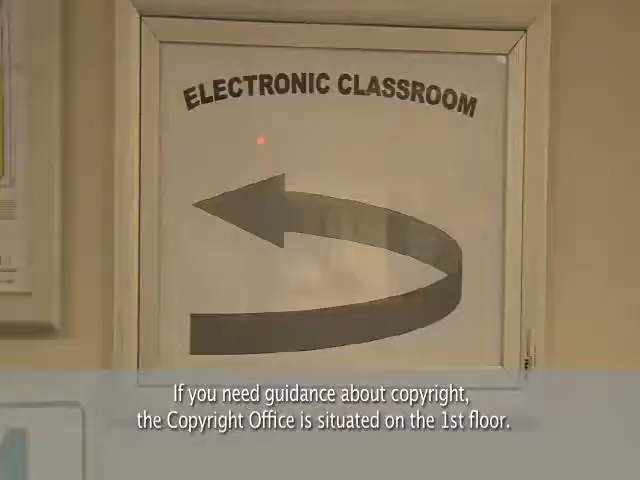 ELECTRONIC CLASSROOM
If you need guidance about copyright,
the Copyright Office is situated on the 1st floor.